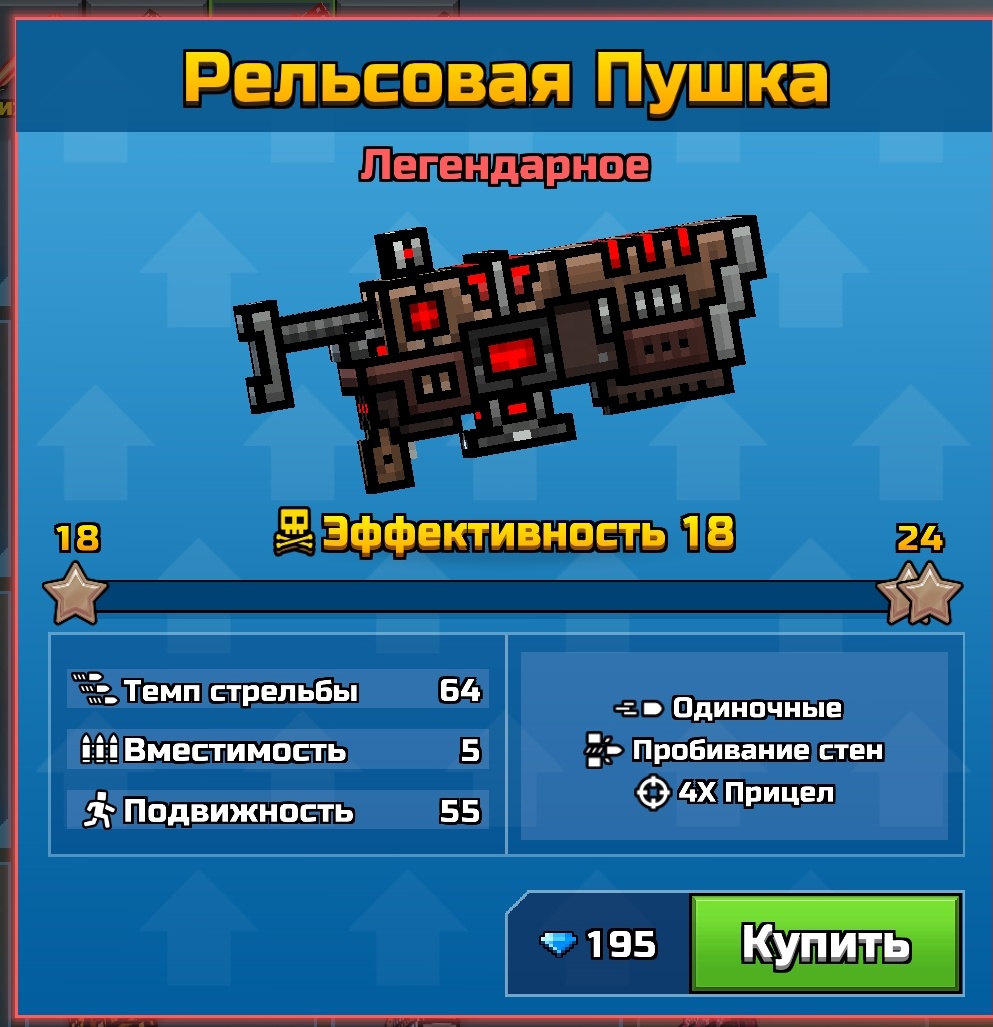 Рельсовая Пушка
Легендарное
18
Эффективность 18
24
Темп стрельбы 64
Вместимость 5
Подвижность 55
Одиночные
Пробивание стен
4X Прицел
195
Купить